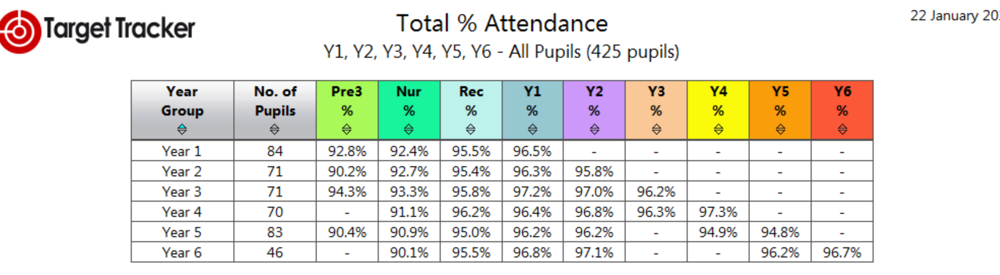 Target Tracker
Total % Attendance
22 January
Y1, Y2, Y3, Y4, Y5, Y6 - All Pupils (425 pupils)
Year Group No. of Pupils Pre3 % Nur % Rec % Y1 % Y2 % Y3 % Y4 % Y5 % Y6 %
Year 1 84 92.8% 92.4% 95.5% 96.5% - - - - -
Year 2 71 90.2% 92.7% 95.4% 96.3% 95.8% - - - -
Year 3 71 94.3% 93.3% 95.8% 97.2% 97.0% 96.2% - - -
Year 4 70 - 91.1% 96.2% 96.4% 96.8% 96.3% 97.3% - -
Year 5 83 90.4% 90.9% 95.0% 96.2% 96.2% - 94.9% 94.8% -
Year 6 46 - 90.1% 95.5% 96.8% 97.1% - - 96.2% 96.7%